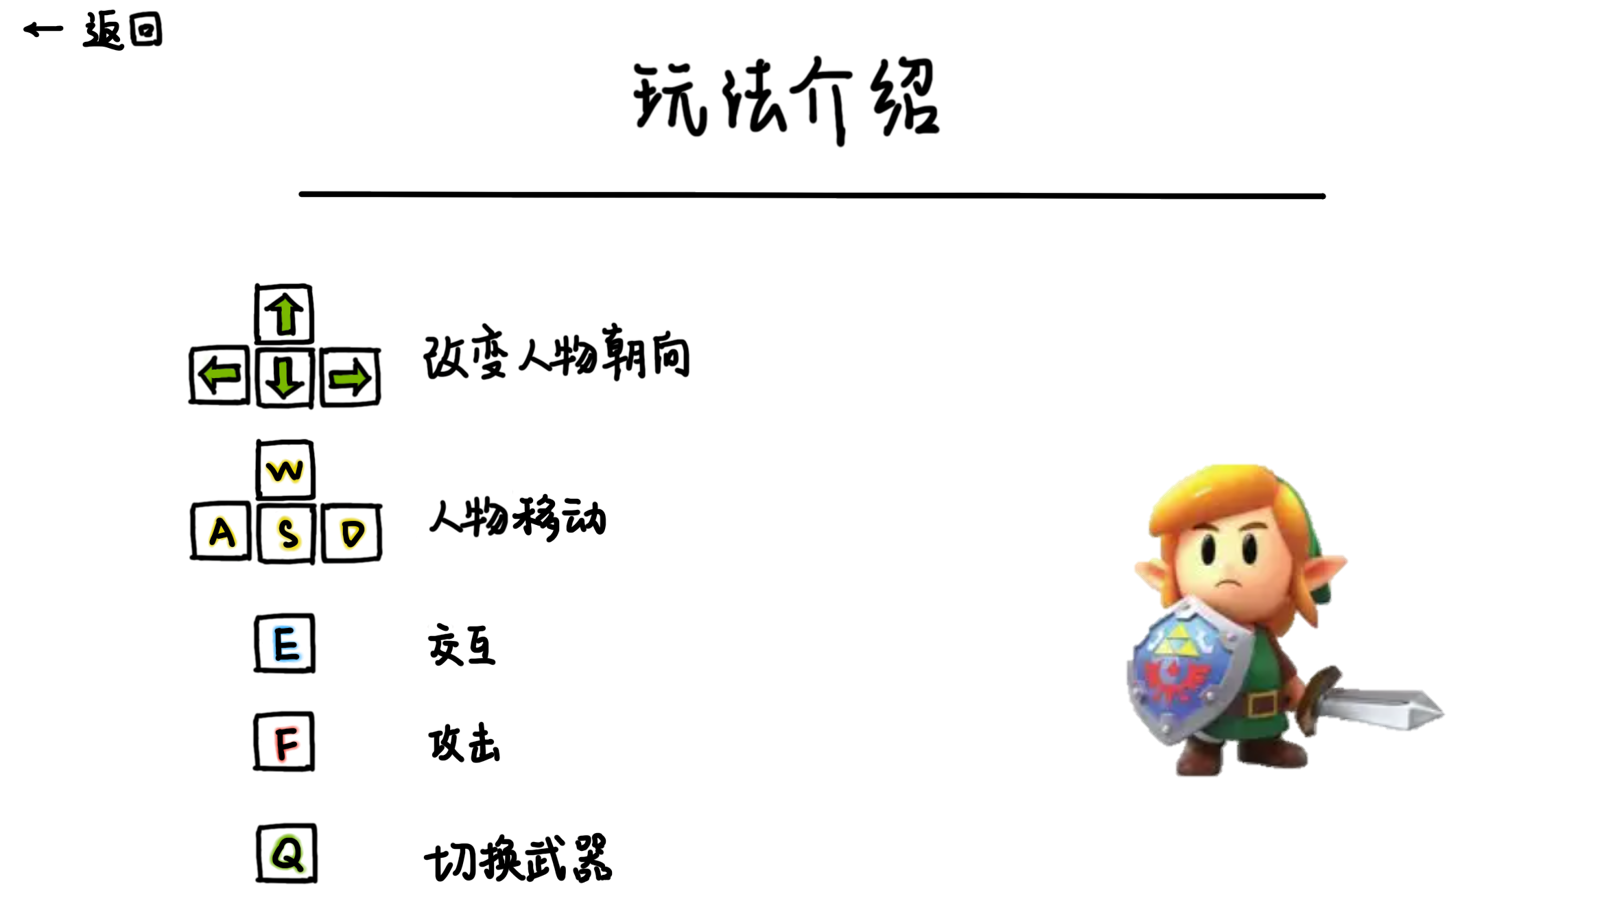 ← 返回
玩法介绍
↑
← ↓ → 改变人物朝向
W
A S D 人物移动
E 交互
F 攻击
Q 切换武器